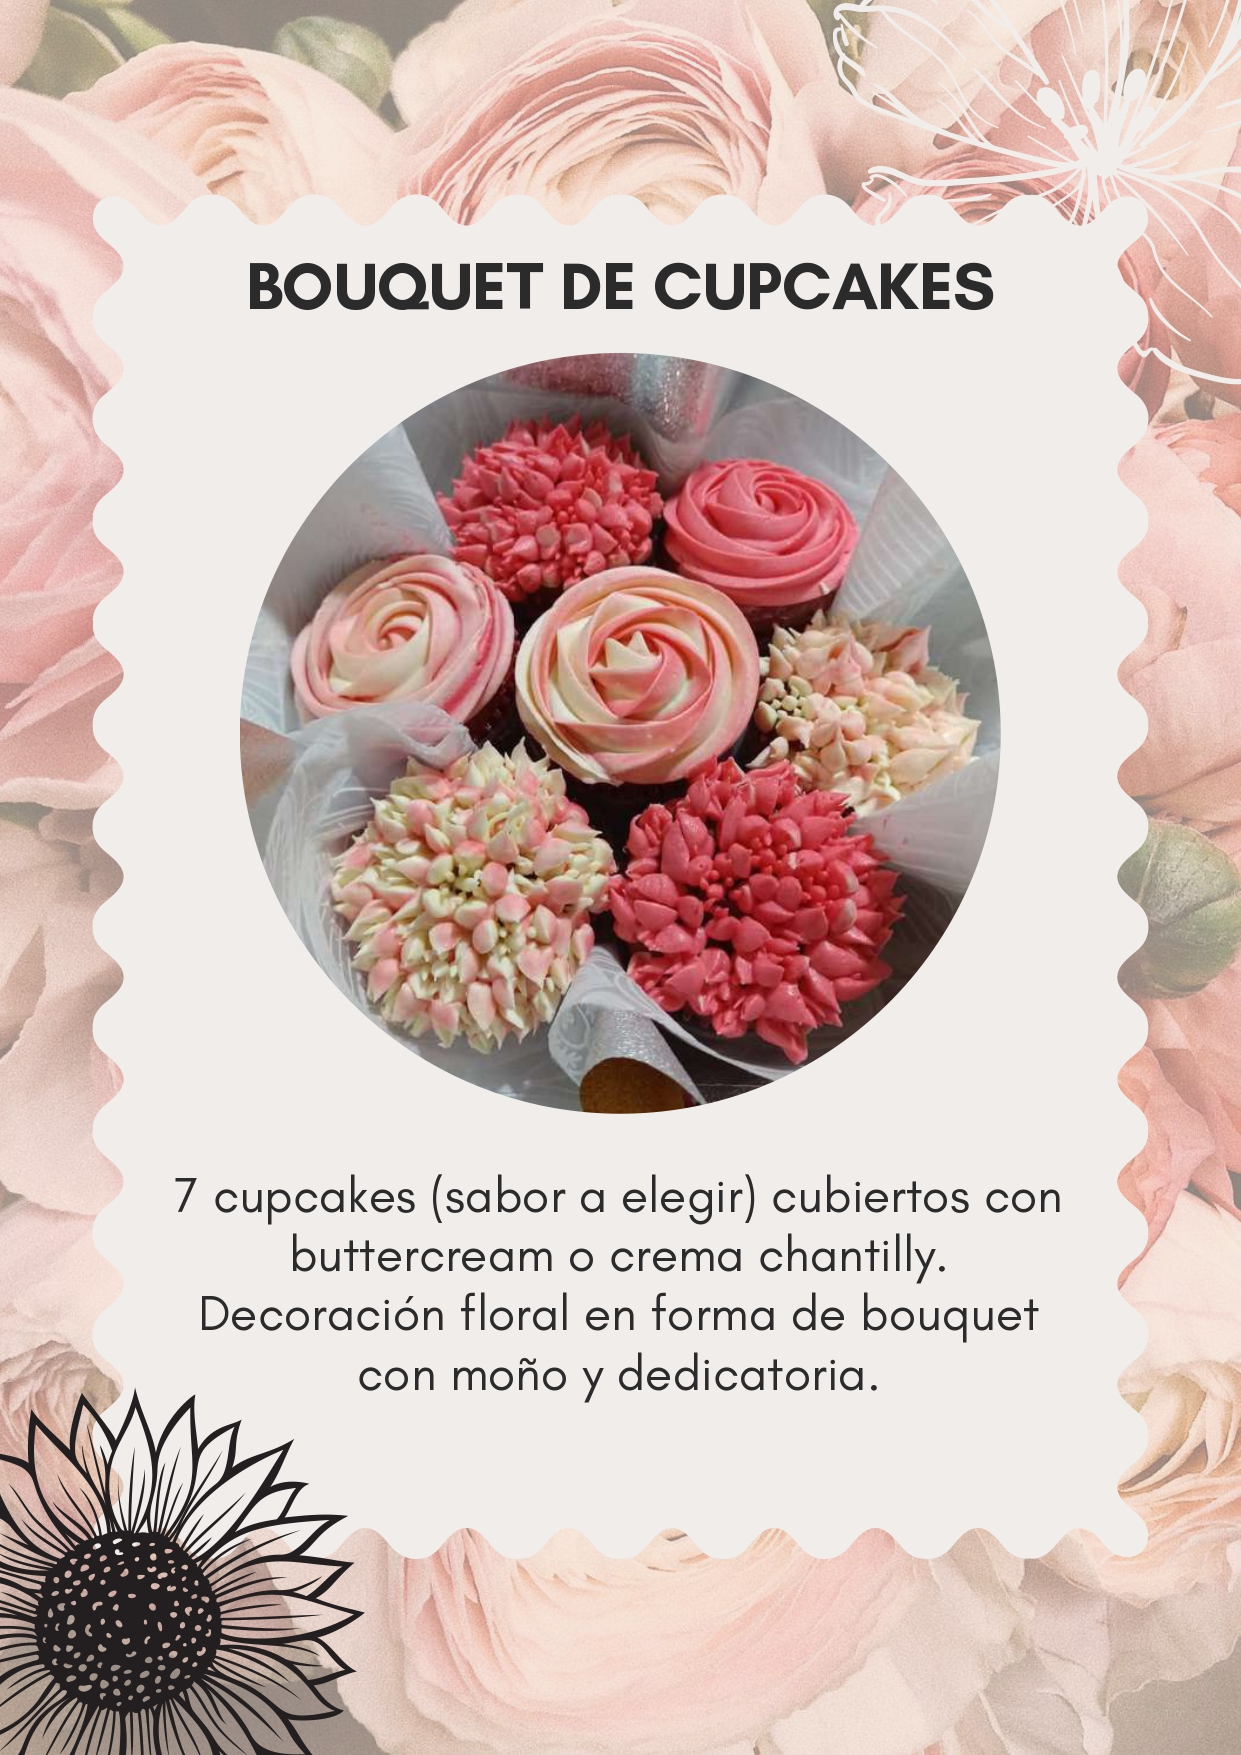 BOUQUET DE CUPCAKES
7 cupcakes (sabor a elegir) cubiertos con
buttercream o crema chantilly.
Decoración floral en forma de bouquet
con moño y dedicatoria.